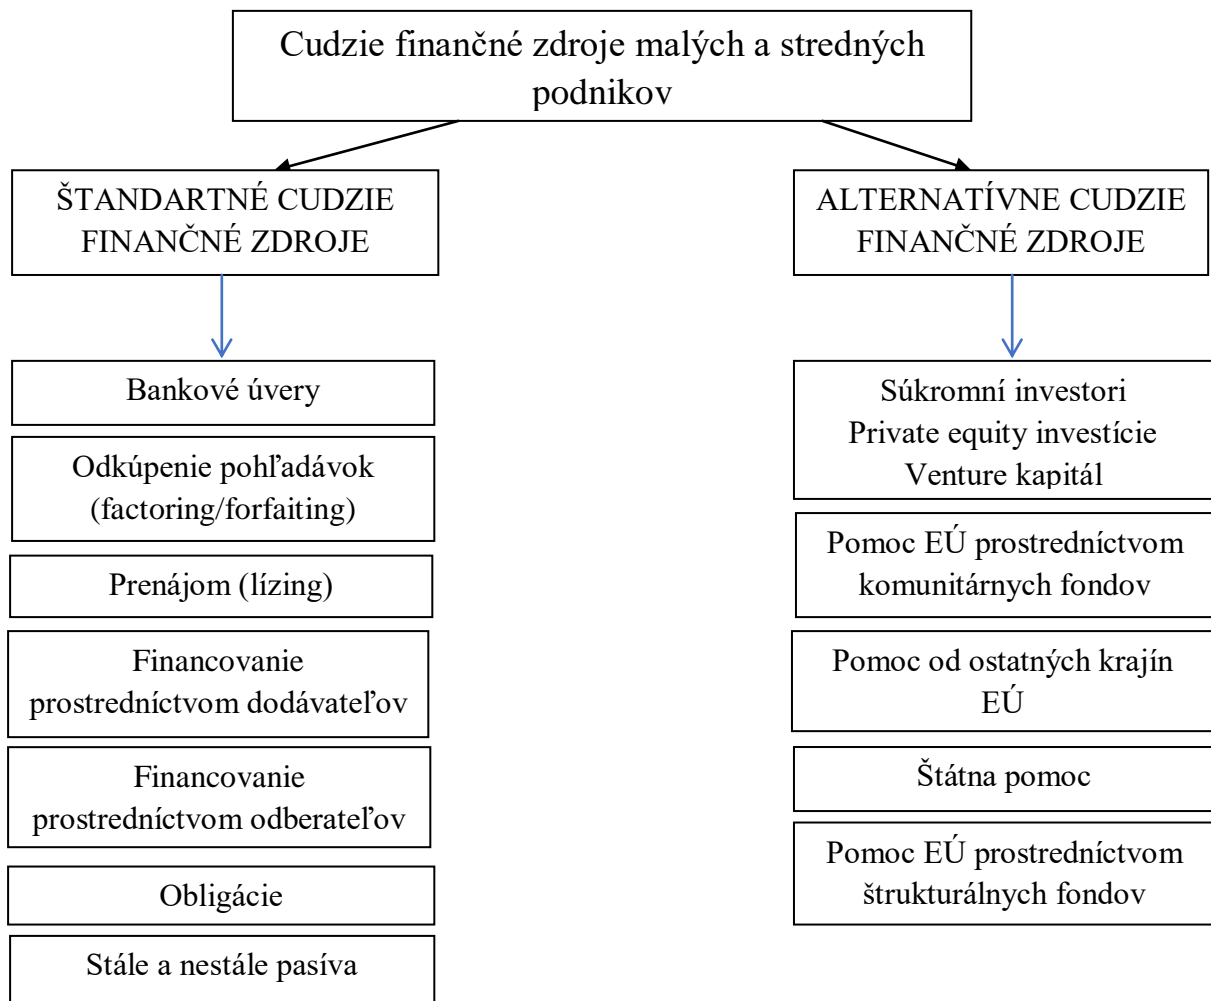 Cudzie finančné zdroje malých a stredných
podnikov
ŠTANDARTNÉ CUDZIE
FINANČNÉ ZDROJE
Bankové úvery
Odkúpenie pohľadávok
(factoring/forfaiting)
Prenájom (lízing)
Financovanie
prostredníctvom dodávateľov
Financovanie
prostredníctvom odberateľov
Obligácie
Stále a nestále pasíva
ALTERNATÍVNE CUDZIE
FINANČNÉ ZDROJE
Súkromní investori
Private equity investície
Venture kapitál
Pomoc EÚ prostredníctvom
komunitárnych fondov
Pomoc od ostatných krajín
EÚ
Štátna pomoc
Pomoc EÚ prostredníctvom
štrukturálnych fondov